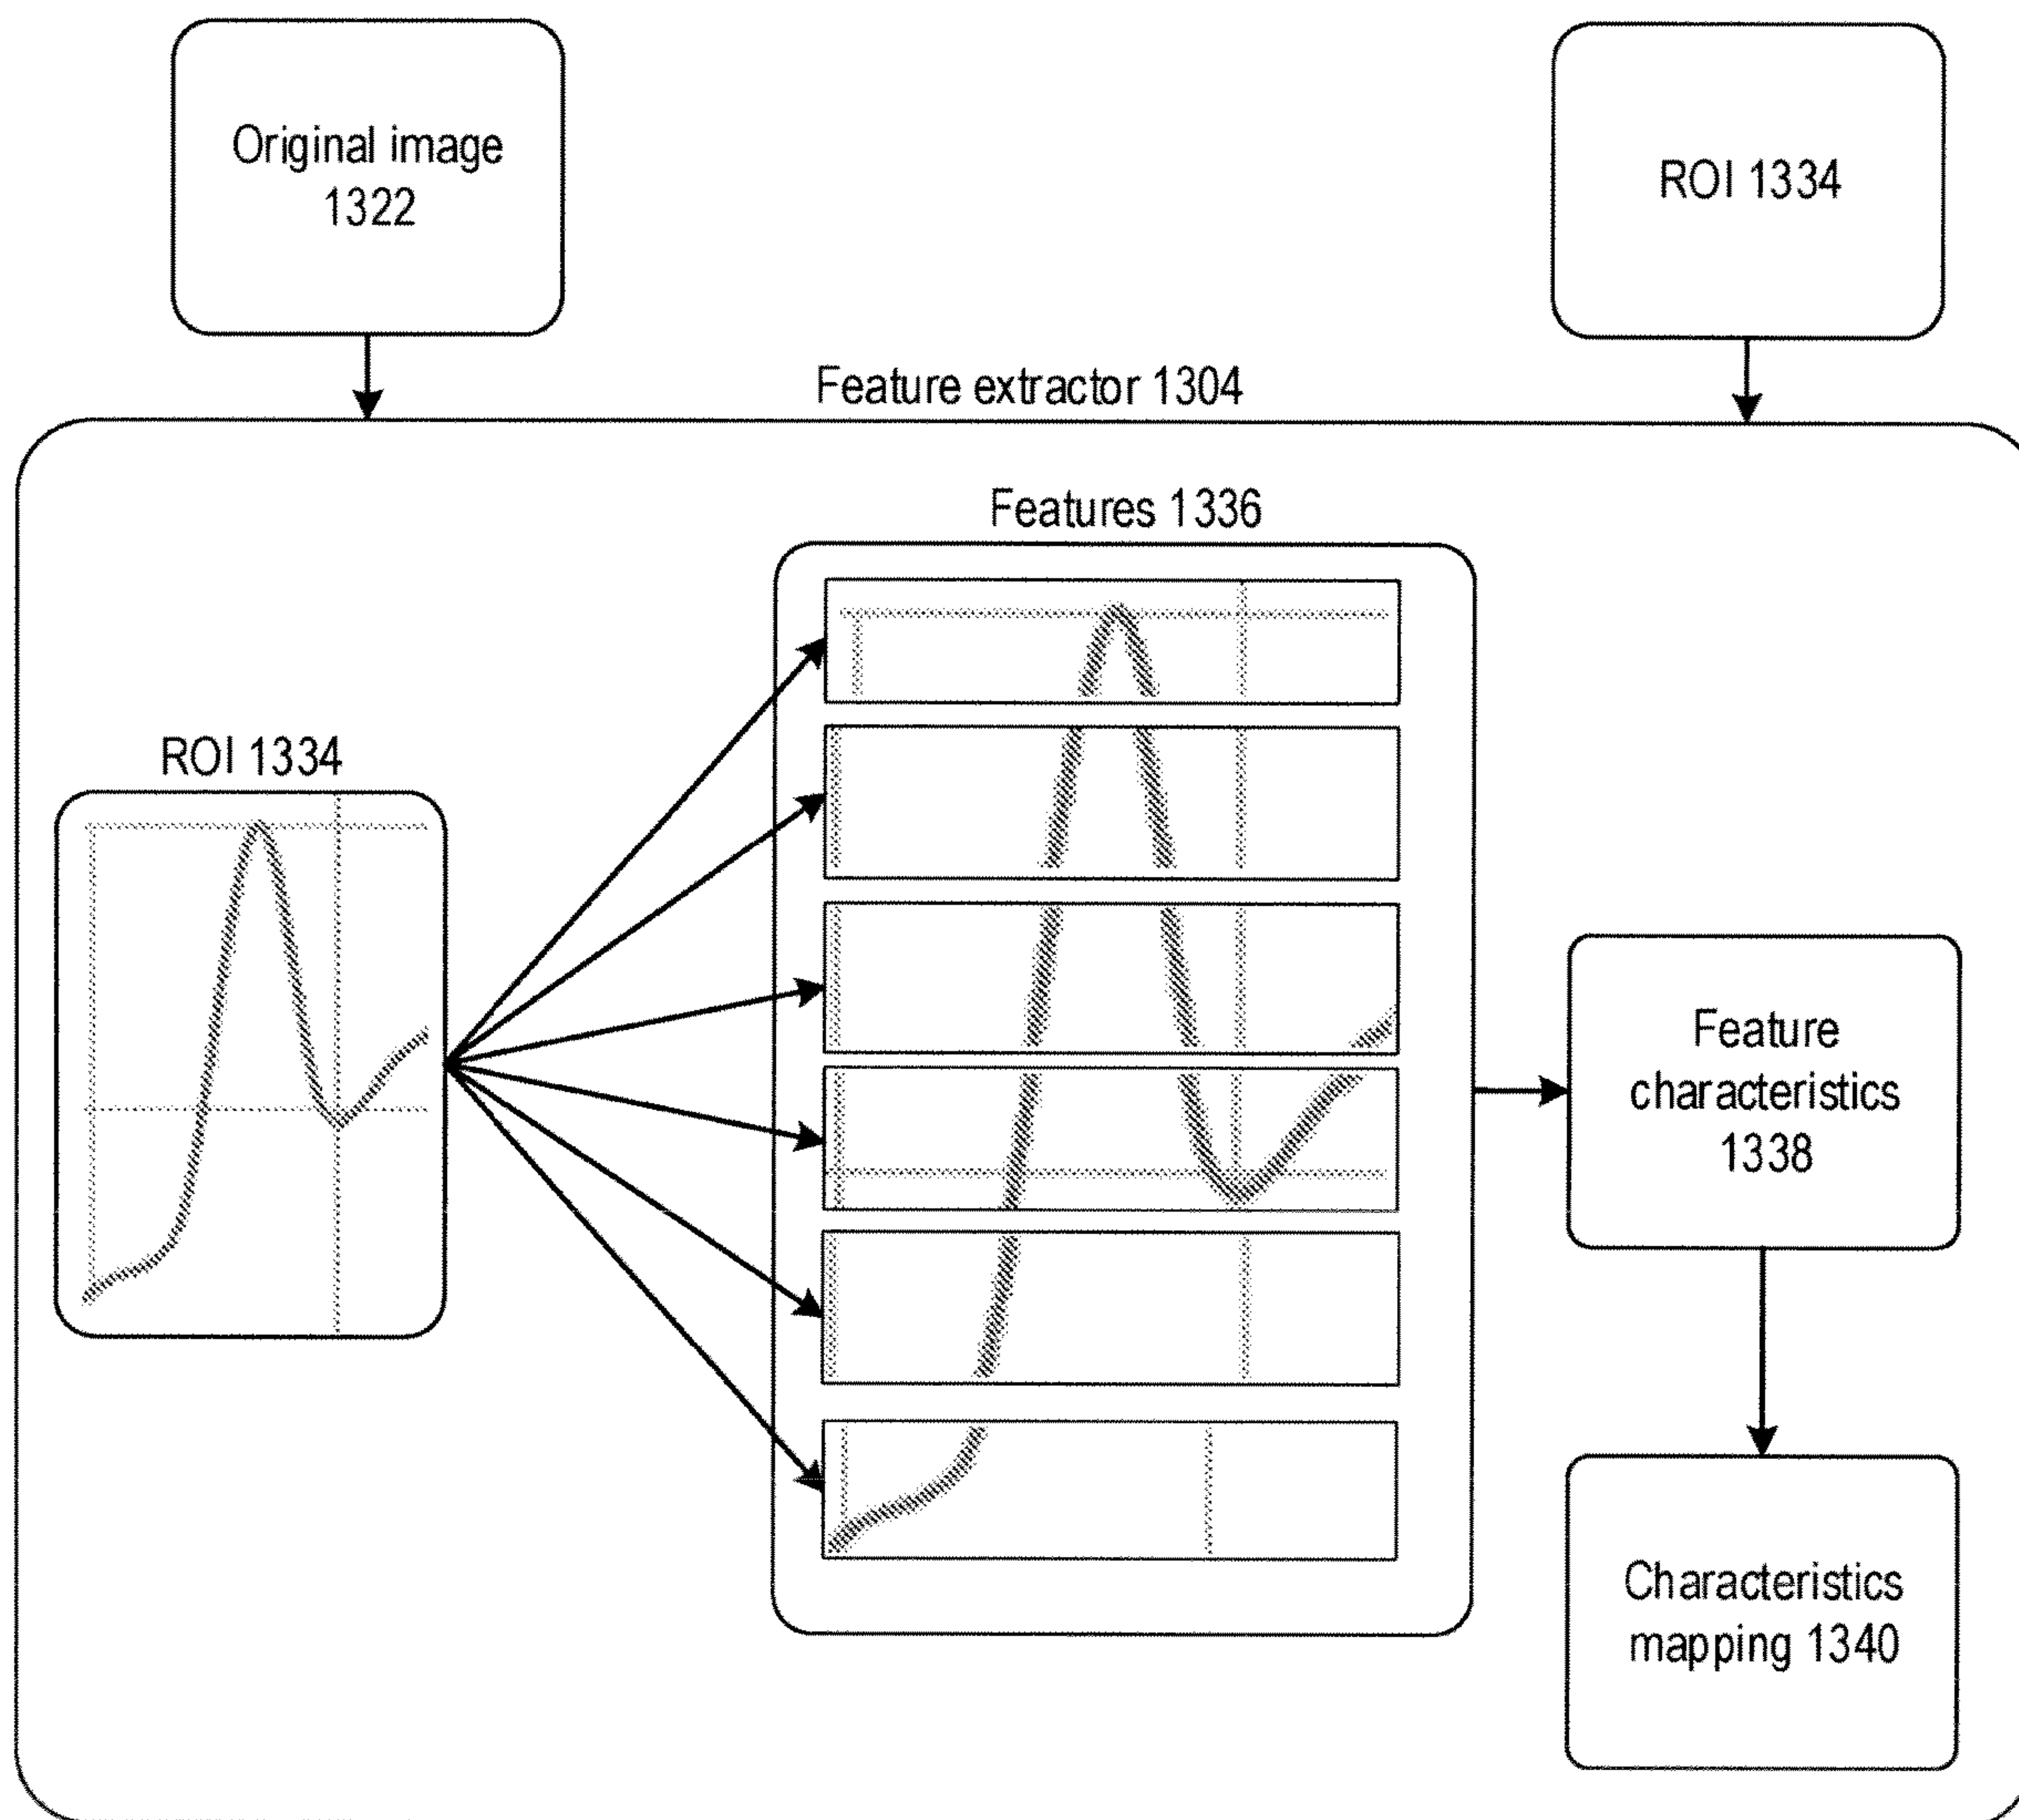 Original image
1322
ROI 1334
Feature extractor 1304
Features 1336
ROI 1334
Feature
characteristics
1338
Characteristics
mapping 1340